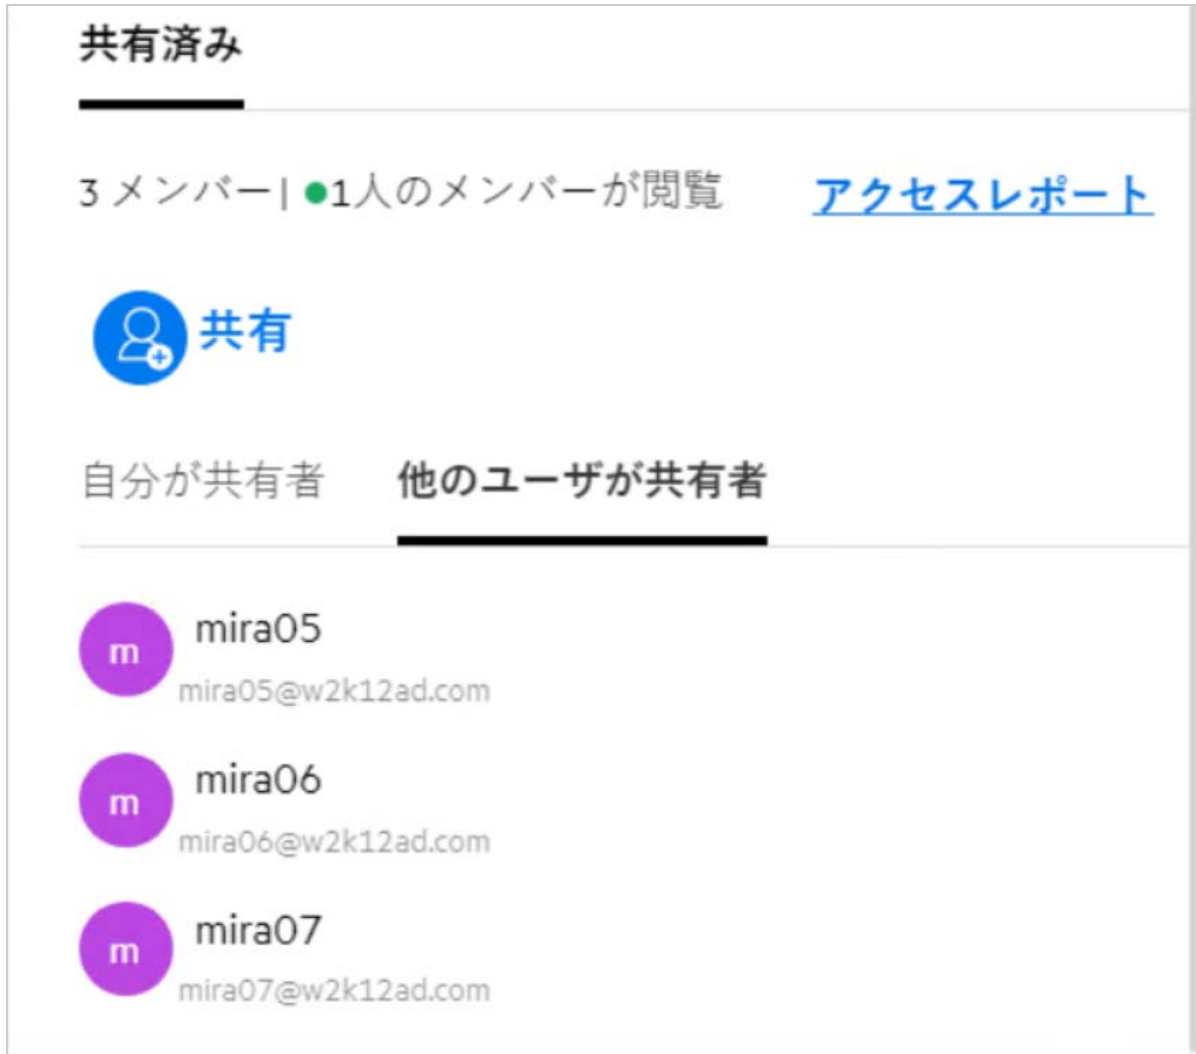 共有済み
3 メンバー| ●1人のメンバーが閲覧 アクセスレポート
共有
自分が共有者 他のユーザが共有者
m mira05
mira05@w2k12ad.com
m mira06
mira06@w2k12ad.com
m mira07
mira07@w2k12ad.com